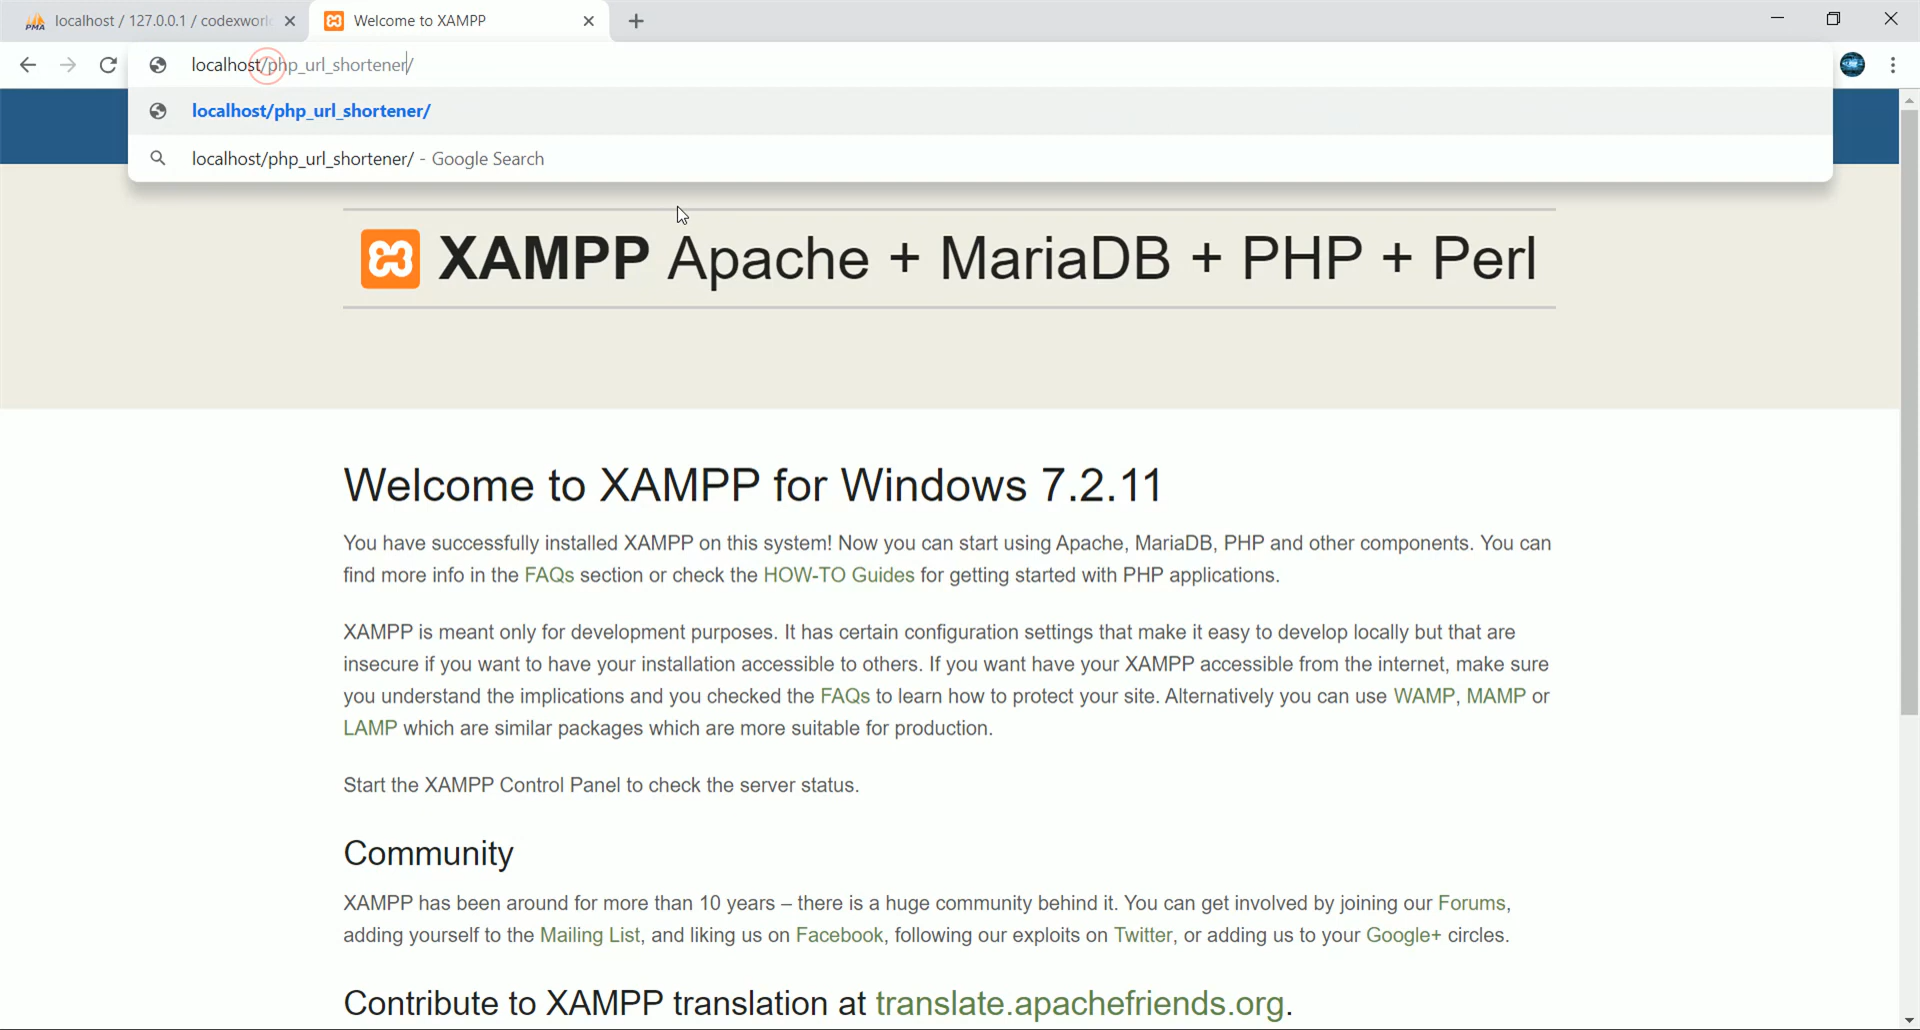 localhost / 127.0.0.1 / codexworl
Welcome to XAMPP
localhost/php_url_shortener/
localhost/php_url_shortener/
localhost/php_url_shortener/ - Google Search
XAMPP Apache + MariaDB + PHP + Perl
Welcome to XAMPP for Windows 7.2.11
You have successfully installed XAMPP on this system! Now you can start using Apache, MariaDB, PHP and other components. You can
find more info in the FAQs section or check the HOW-TO Guides for getting started with PHP applications.
XAMPP is meant only for development purposes. It has certain configuration settings that make it easy to develop locally but that are
insecure if you want to have your installation accessible to others. If you want have your XAMPP accessible from the internet, make sure
you understand the implications and you checked the FAQs to learn how to protect your site. Alternatively you can use WAMP, MAMP or
LAMP which are similar packages which are more suitable for production.
Start the XAMPP Control Panel to check the server status.
Community
XAMPP has been around for more than 10 years – there is a huge community behind it. You can get involved by joining our Forums,
adding yourself to the Mailing List, and liking us on Facebook, following our exploits on Twitter, or adding us to your Google+ circles.
Contribute to XAMPP translation at translate.apachefriends.org.